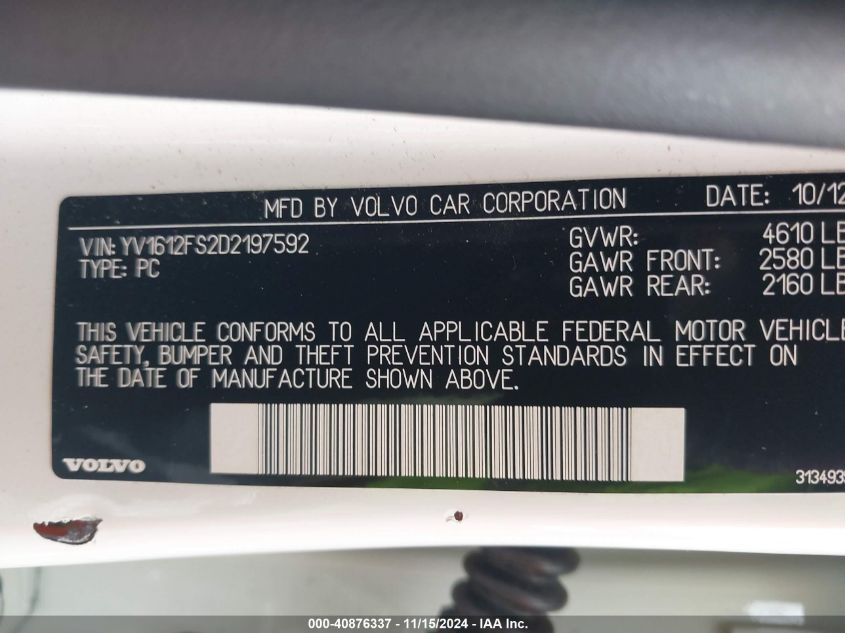 MFD BY VOLVO CAR CORPORATION DATE: 10/12
VIN: YV1612FS2D2197592 GVWR: 4610 LB
TYPE: PC GAWR FRONT: 2580 LB
GAWR REAR: 2160 LB
THIS VEHICLE CONFORMS TO ALL APPLICABLE FEDERAL MOTOR VEHICLE
SAFETY, BUMPER AND THEFT PREVENTION STANDARDS IN EFFECT ON
THE DATE OF MANUFACTURE SHOWN ABOVE.
VOLVO
000-40876337 - 11/15/2024 - IAA Inc.